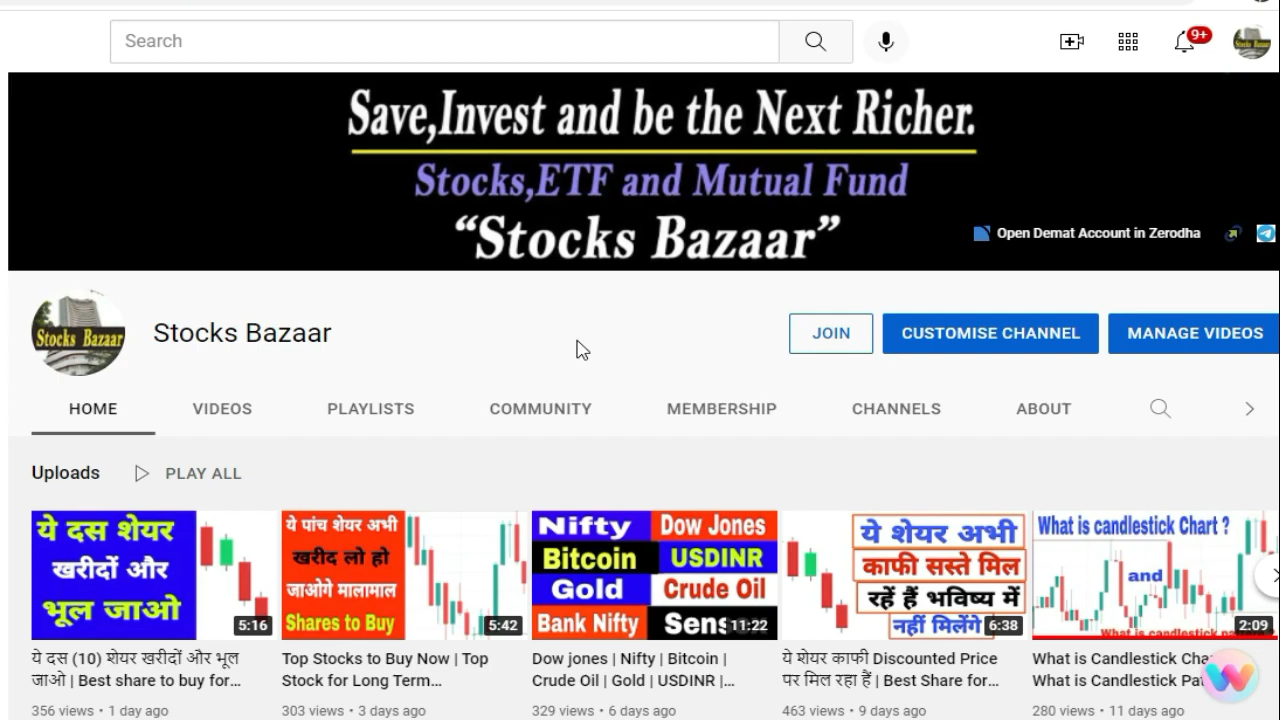 Search
9+
Save,Invest and be the Next Richer.
Stocks,ETF and Mutual Fund
“Stocks Bazaar”
Open Demat Account in Zerodha
Stocks Bazaar
Stocks Bazaar
JOIN
CUSTOMISE CHANNEL
MANAGE VIDEOS
HOME
VIDEOS
PLAYLISTS
COMMUNITY
MEMBERSHIP
CHANNELS
ABOUT
Uploads
PLAY ALL
ये दस शेयर
खरीदों और
भूल जाओ
5:16
ये पांच शेयर अभी
खरीद लो हो
जाओगे मालामाल
Shares to Buy
5:42
Nifty
Dow Jones
Bitcoin
USDINR
Gold
Crude Oil
Bank Nifty
11:22
ये शेयर अभी
काफी सस्ते मिल
रहें हैं भविष्य में
नहीं मिलेंगे
6:38
What is candlestick Chart ?
and
What is candlestick
2:09
ये दस (10) शेयर खरीदों और भूल
जाओ | Best share to buy for...
356 views • 1 day ago
Top Stocks to Buy Now | Top
Stock for Long Term...
303 views • 3 days ago
Dow jones | Nifty | Bitcoin |
Crude Oil | Gold | USDINR |...
329 views • 6 days ago
ये शेयर काफी Discounted Price
पर मिल रहा हैं | Best Share for...
463 views • 9 days ago
What is Candlestick
What is Candlestick
280 views • 11 days ago